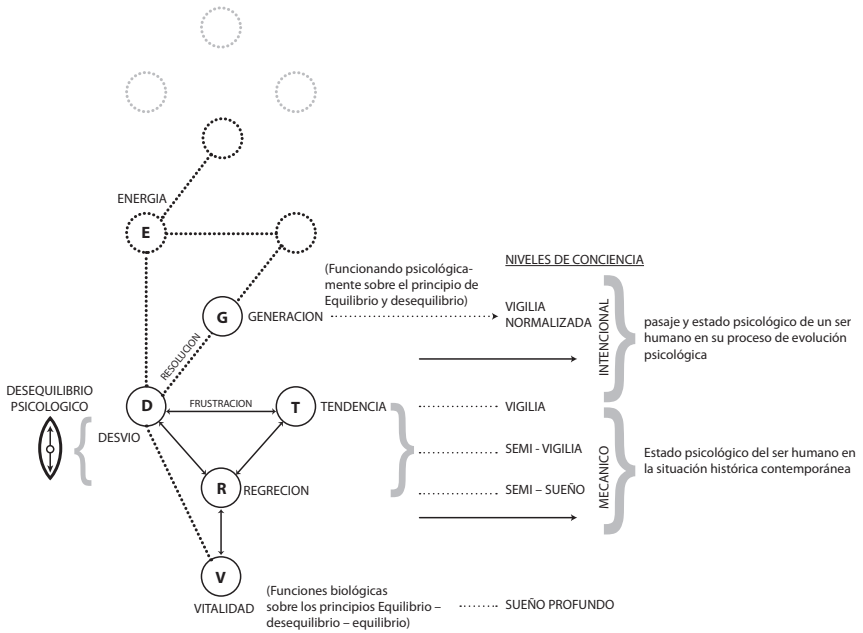 ENERGIA
E
NIVELES DE CONCIENCIA
(Funcionando psicológica-
mente sobre el principio de
Equilibrio y desequilibrio)
G
GENERACION
VIGILIA
NORMALIZADA
INTENCIONAL
pasaje y estado psicológico de un ser
humano en su proceso de evolución
psicológica
RESOLUCION
DESEQUILIBRIO
PSICOLOGICO
D
DESVIO
FRUSTRACION
T
TENDENCIA
VIGILIA
SEMI - VIGILIA
SEMI – SUEÑO
MECANICO
Estado psicológico del ser humano en
la situación histórica contemporánea
R
REGRECION
V
VITALIDAD
(Funciones biológicas
sobre los principios Equilibrio –
desequilibrio – equilibrio)
SUEÑO PROFUNDO